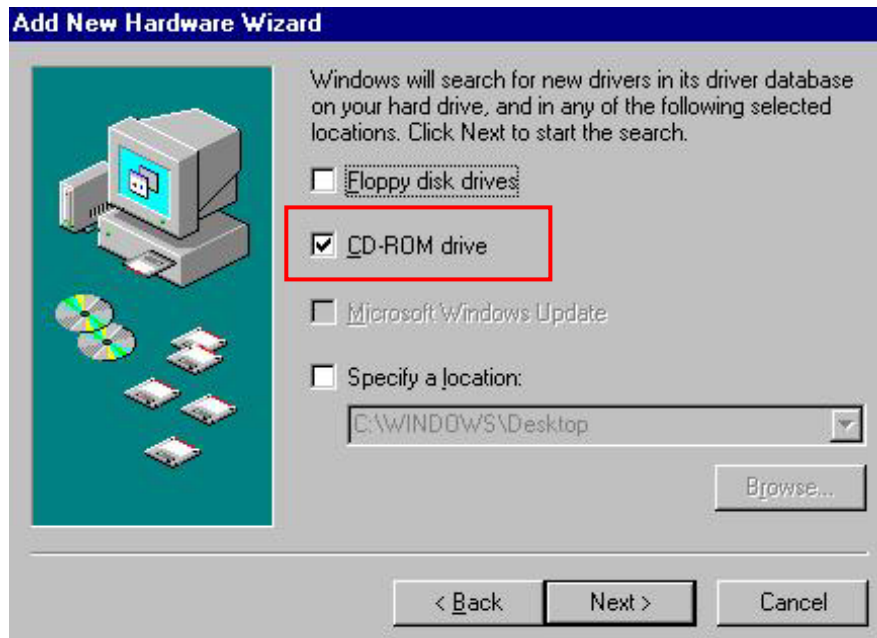 Add New Hardware Wizard
Windows will search for new drivers in its driver database
on your hard drive, and in any of the following selected
locations. Click Next to start the search.
Floppy disk drives
CD-ROM drive
Microsoft Windows Update
Specify a location:
C:\WINDOWS\Desktop
Browse...
< Back
Next >
Cancel